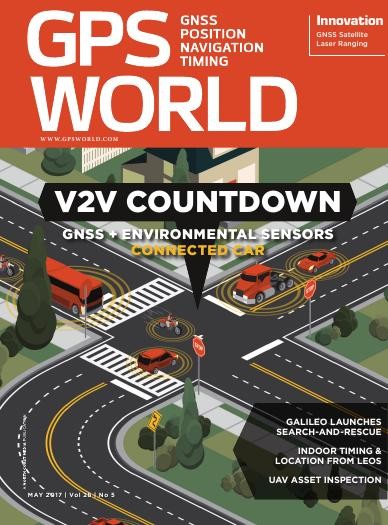 GPS
WORLD
GNSS
POSITION
NAVIGATION
TIMING
Innovation
GNSS Satellite
Laser Ranging
WWW.GPSWORLD.COM
V2V COUNTDOWN
GNSS + ENVIRONMENTAL SENSORS
CONNECTED CAR
STOP
STOP
GALILEO LAUNCHES
SEARCH-AND-RESCUE
INDOOR TIMING &
LOCATION FROM LEOS
UAV ASSET INSPECTION
MAY 2017 | Vol 28 | No 5